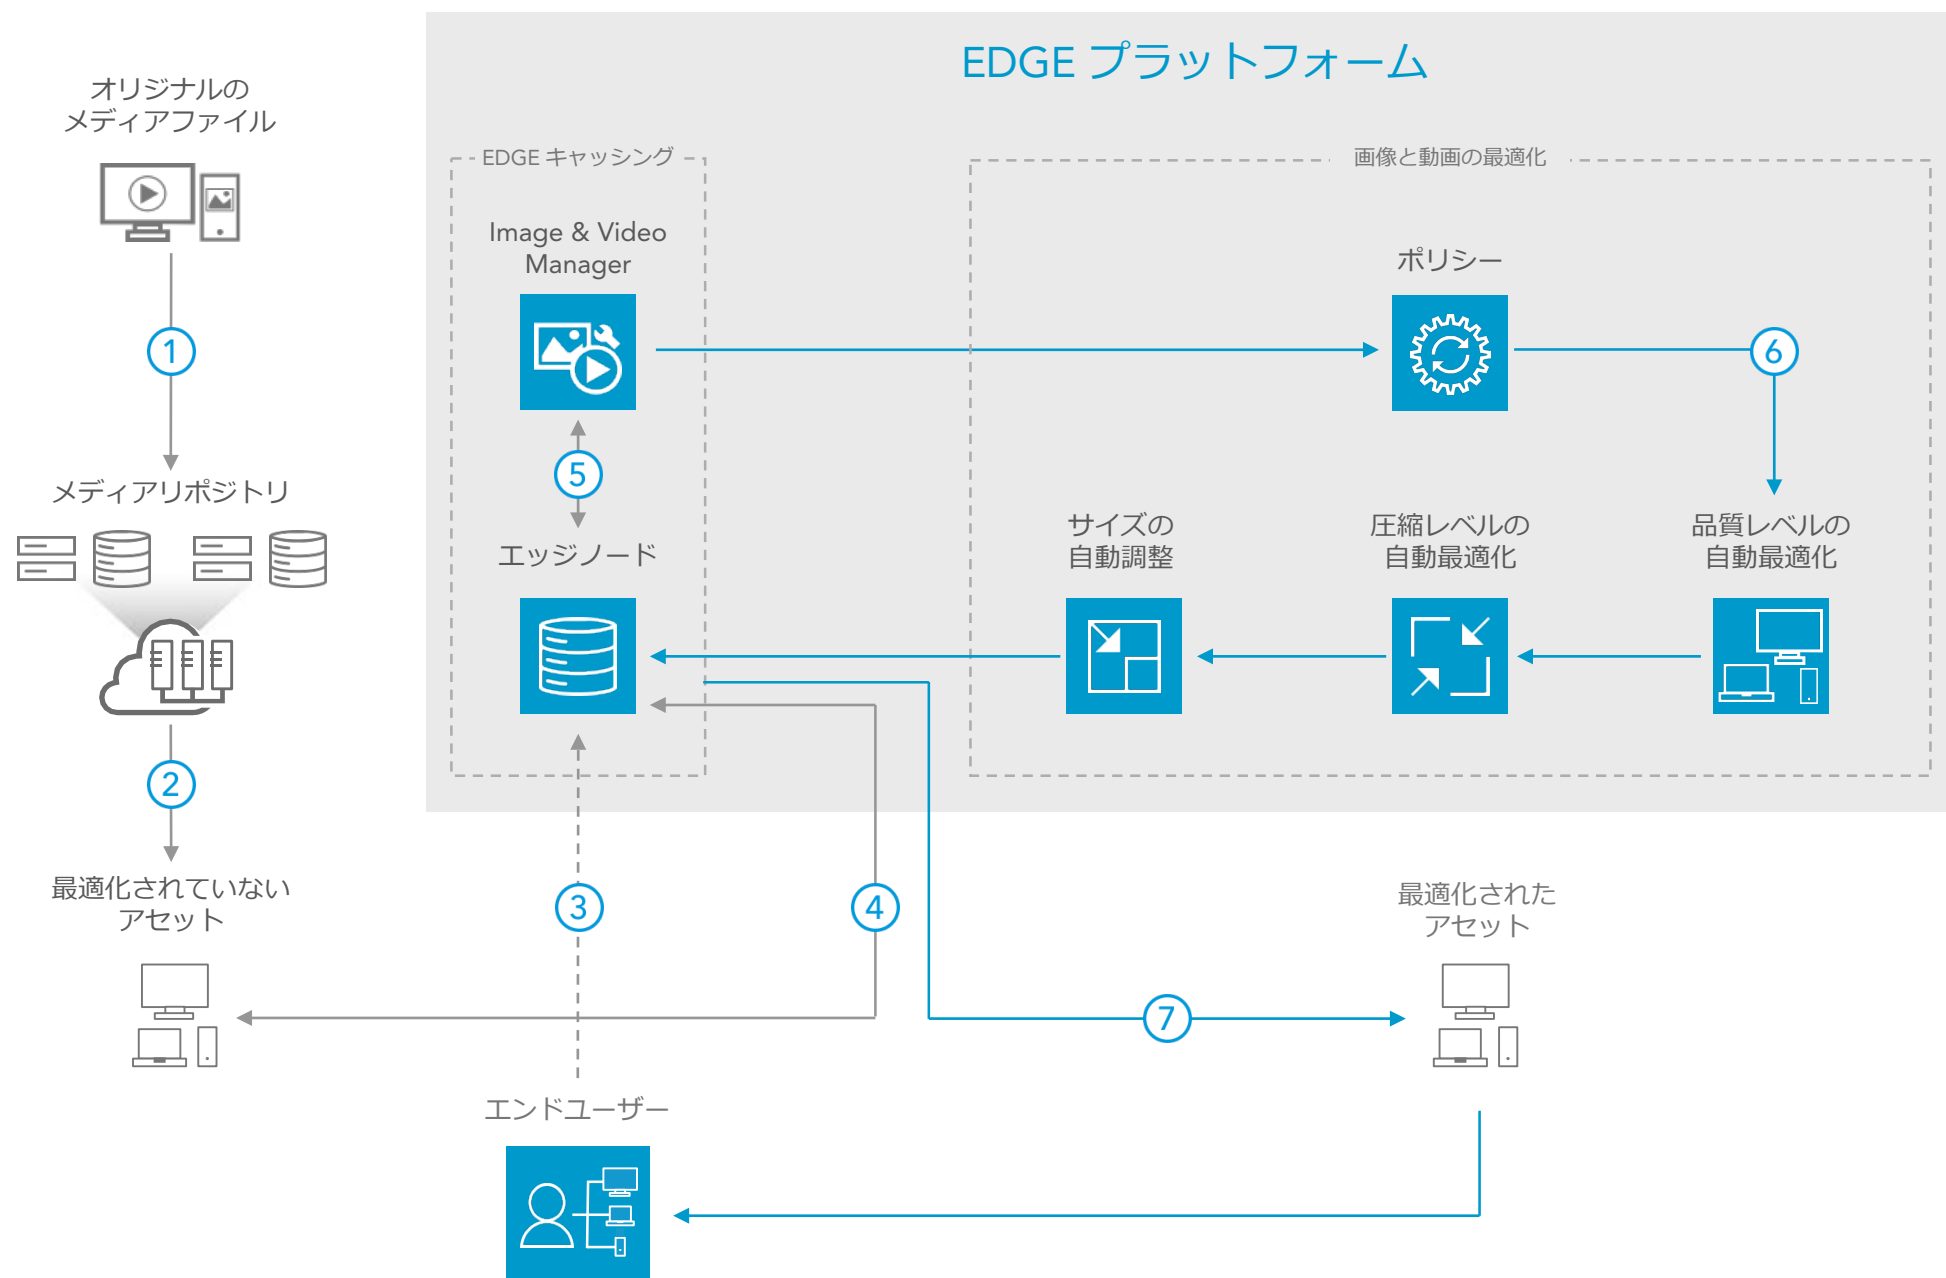 EDGE プラットフォーム
オリジナルの
メディアファイル
EDGE キャッシング
画像と動画の最適化
Image & Video
Manager
ポリシー
1
6
5
メディアリポジトリ
エッジノード
サイズの
自動調整
圧縮レベルの
自動最適化
品質レベルの
自動最適化
2
最適化されていない
アセット
3
4
最適化された
アセット
7
エンドユーザー